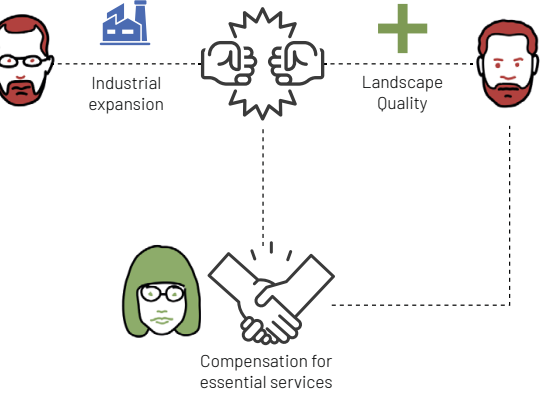 Industrial
expansion
Landscape
Quality
Compensation for
essential services